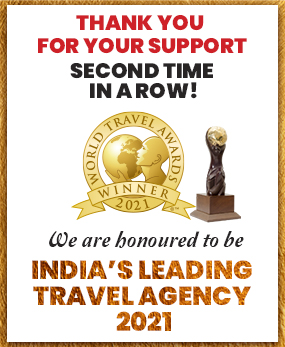 THANK YOU
FOR YOUR SUPPORT
SECOND TIME
IN A ROW!
WORLD TRAVEL AWARDS
WINNER
2021
We are honoured to be
INDIA'S LEADING
TRAVEL AGENCY
2021